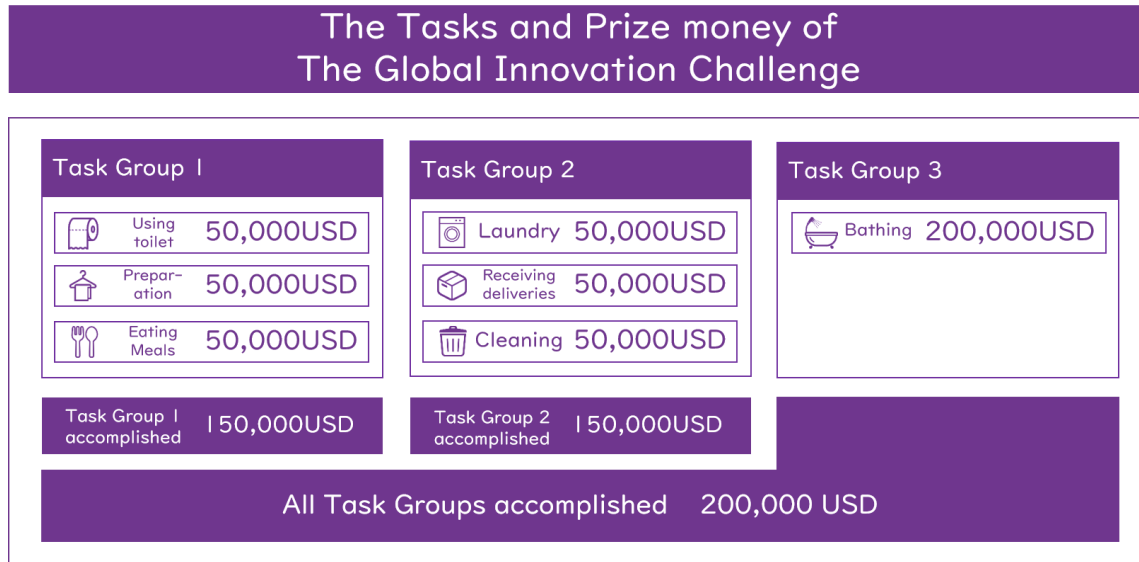 The Tasks and Prize money of
The Global Innovation Challenge
Task Group 1
Using
toilet
50,000USD
Prepar-
ation
50,000USD
Eating
Meals
50,000USD
Task Group 1
accomplished
150,000USD
Task Group 2
Laundry 50,000USD
Receiving
deliveries
50,000USD
Cleaning 50,000USD
Task Group 2
accomplished
150,000USD
Task Group 3
Bathing 200,000USD
All Task Groups accomplished 200,000 USD